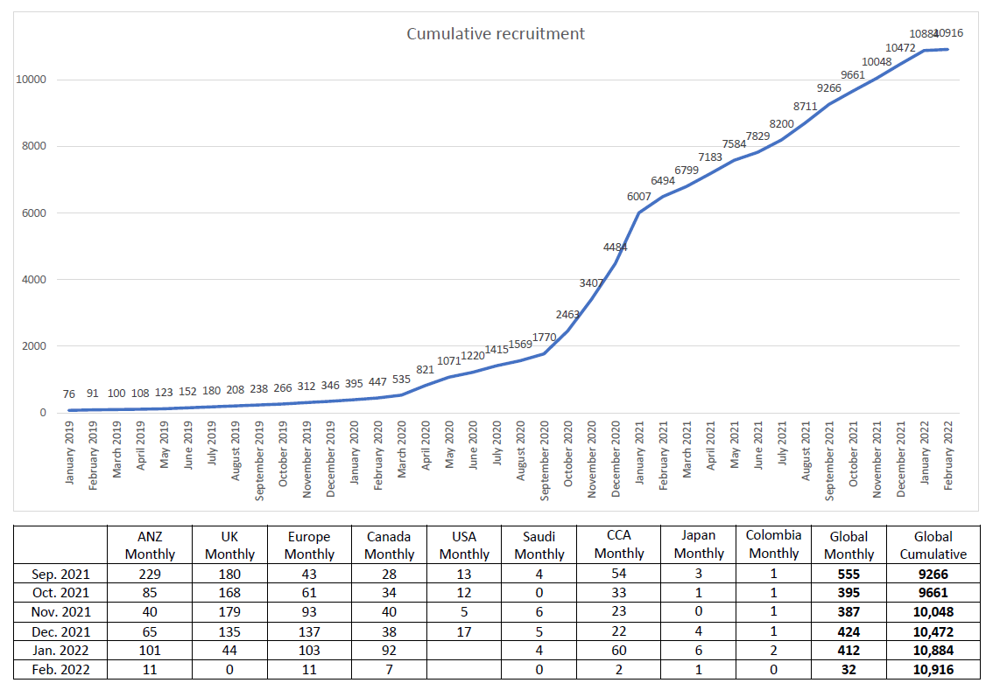 Cumulative recruitment
10000
8000
6000
4000
2000
0
76 91 100 108 123 152 180 208 238 266 312 346 395 447 535 821 1071 1220 1415 1569 1770 2463 3407 4484 6007 6494 6799 7183 7584 7829 8200 8711 9266 9661 10048 10472 10884 10916
January 2019
February 2019
March 2019
April 2019
May 2019
June 2019
July 2019
August 2019
September 2019
October 2019
November 2019
December 2019
January 2020
February 2020
March 2020
April 2020
May 2020
June 2020
July 2020
August 2020
September 2020
October 2020
November 2020
December 2020
January 2021
February 2021
March 2021
April 2021
May 2021
June 2021
July 2021
August 2021
September 2021
October 2021
November 2021
December 2021
January 2022
February 2022
ANZ UK Europe Canada USA Saudi CCA Japan Colombia Global Global
Monthly Monthly Monthly Monthly Monthly Monthly Monthly Monthly Monthly Monthly Cumulative
Sep. 2021 229 180 43 28 13 4 54 3 1 555 9266
Oct. 2021 85 168 61 34 12 0 33 1 1 395 9661
Nov. 2021 40 179 93 40 5 6 23 0 1 387 10,048
Dec. 2021 65 135 137 38 17 5 22 4 1 424 10,472
Jan. 2022 101 44 103 92 4 60 6 2 412 10,884
Feb. 2022 11 0 11 7 0 2 1 0 32 10,916